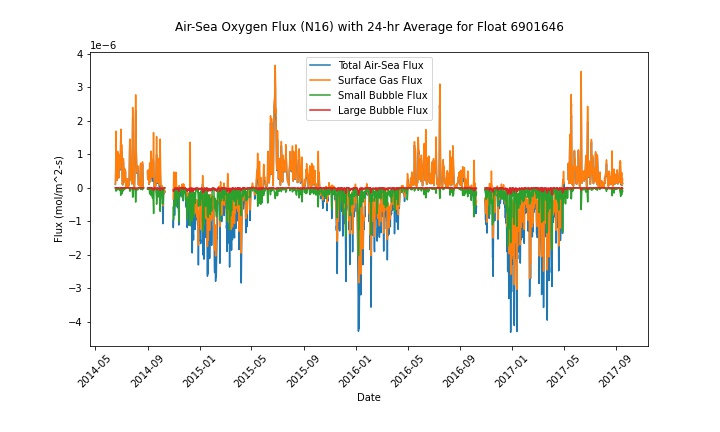 Air-Sea Oxygen Flux (N16) with 24-hr Average for Float 6901646
1e−6
Total Air-Sea Flux
Surface Gas Flux
Small Bubble Flux
Large Bubble Flux
4
3
2
1
0
−1
−2
−3
−4
Flux (mol/m^2-s)
2014-05
2014-09
2015-01
2015-05
2015-09
2016-01
2016-05
2016-09
2017-01
2017-05
2017-09
Date